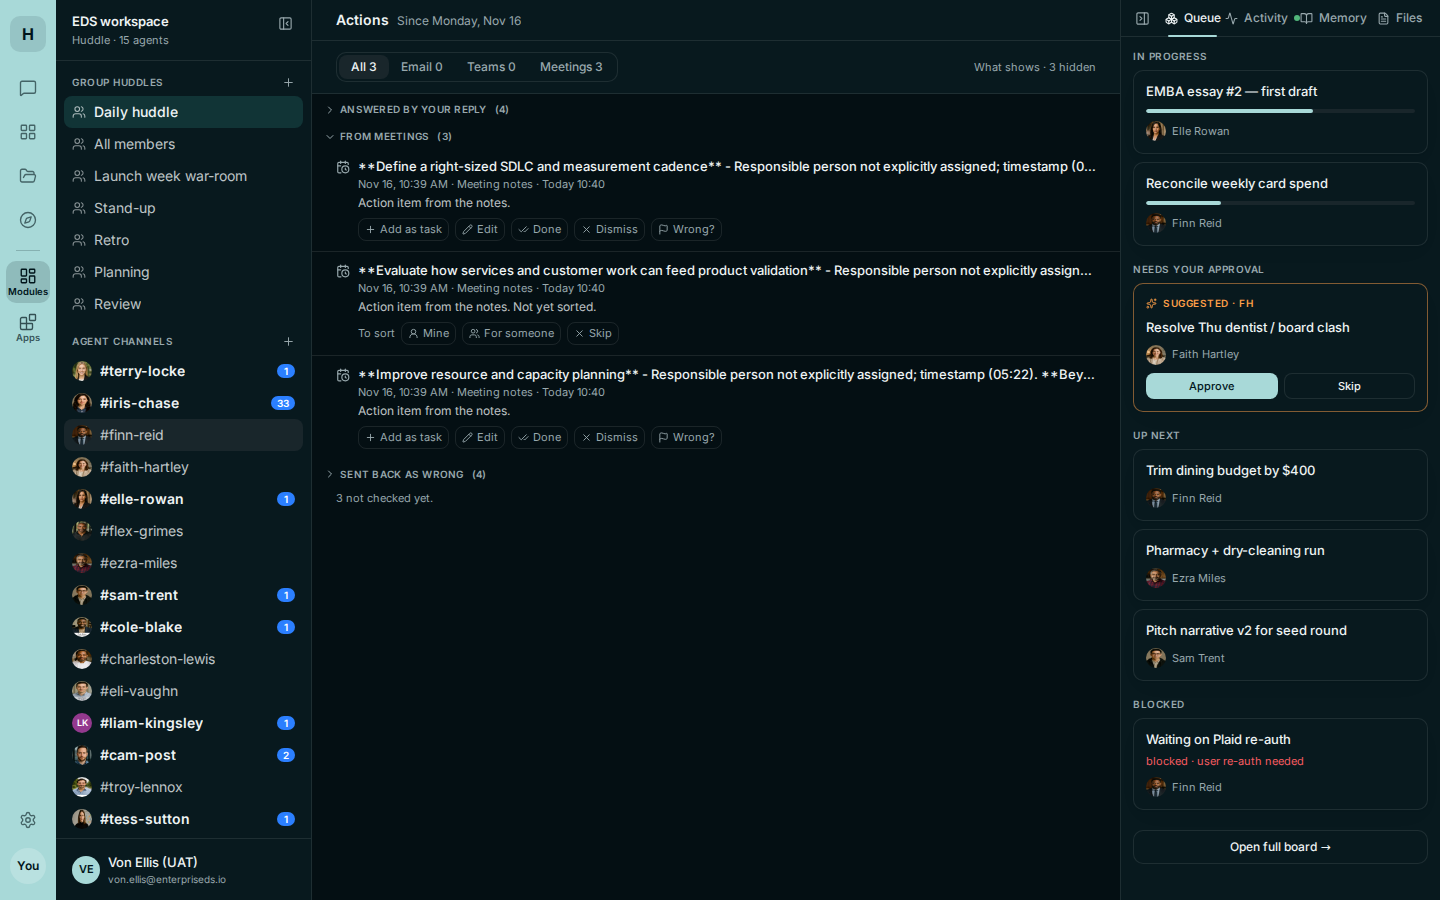 H
Modules
Apps
You
EDS workspace
Huddle · 15 agents
GROUP HUDDLES
Daily huddle
All members
Launch week war-room
Stand-up
Retro
Planning
Review
AGENT CHANNELS
#terry-locke 1
#iris-chase 33
#finn-reid
#faith-hartley
#elle-rowan 1
#flex-grimes
#ezra-miles
#sam-trent 1
#cole-blake 1
#charleston-lewis
#eli-vaughn
LK #liam-kingsley 1
#cam-post 2
#troy-lennox
#tess-sutton 1
VE Von Ellis (UAT)
von.ellis@enterpriseds.io
Actions Since Monday, Nov 16
All 3 Email 0 Teams 0 Meetings 3
What shows · 3 hidden
ANSWERED BY YOUR REPLY (4)
FROM MEETINGS (3)
**Define a right-sized SDLC and measurement cadence** - Responsible person not explicitly assigned; timestamp (0...
Nov 16, 10:39 AM · Meeting notes · Today 10:40
Action item from the notes.
Add as task Edit Done Dismiss Wrong?
**Evaluate how services and customer work can feed product validation** - Responsible person not explicitly assign...
Nov 16, 10:39 AM · Meeting notes · Today 10:40
Action item from the notes. Not yet sorted.
To sort Mine For someone Skip
**Improve resource and capacity planning** - Responsible person not explicitly assigned; timestamp (05:22). **Bey...
Nov 16, 10:39 AM · Meeting notes · Today 10:40
Action item from the notes.
Add as task Edit Done Dismiss Wrong?
SENT BACK AS WRONG (4)
3 not checked yet.
Queue Activity Memory Files
IN PROGRESS
EMBA essay #2 — first draft
Elle Rowan
Reconcile weekly card spend
Finn Reid
NEEDS YOUR APPROVAL
SUGGESTED · FH
Resolve Thu dentist / board clash
Faith Hartley
Approve Skip
UP NEXT
Trim dining budget by $400
Finn Reid
Pharmacy + dry-cleaning run
Ezra Miles
Pitch narrative v2 for seed round
Sam Trent
BLOCKED
Waiting on Plaid re-auth
blocked · user re-auth needed
Finn Reid
Open full board →